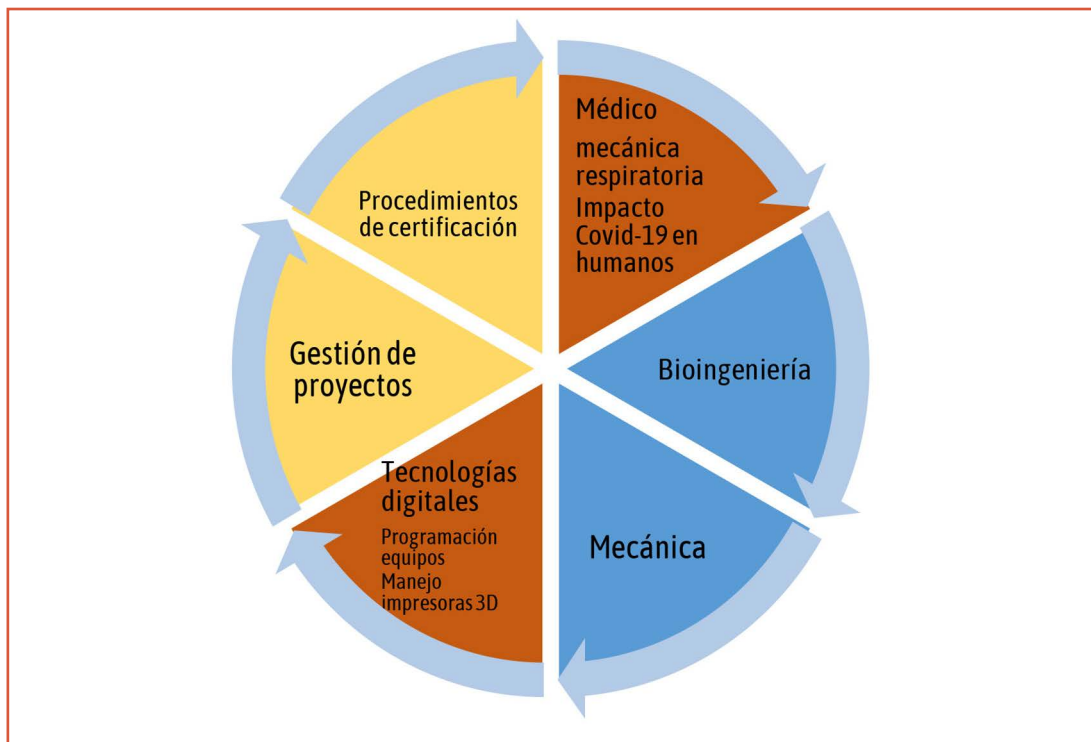 Médico
mecánica
respiratoria
Impacto
Covid-19 en
humanos
Bioingeniería
Mecánica
Tecnologías
digitales
Programación
equipos
Manejo
impresoras 3D
Gestión de
proyectos
Procedimientos
de certificación